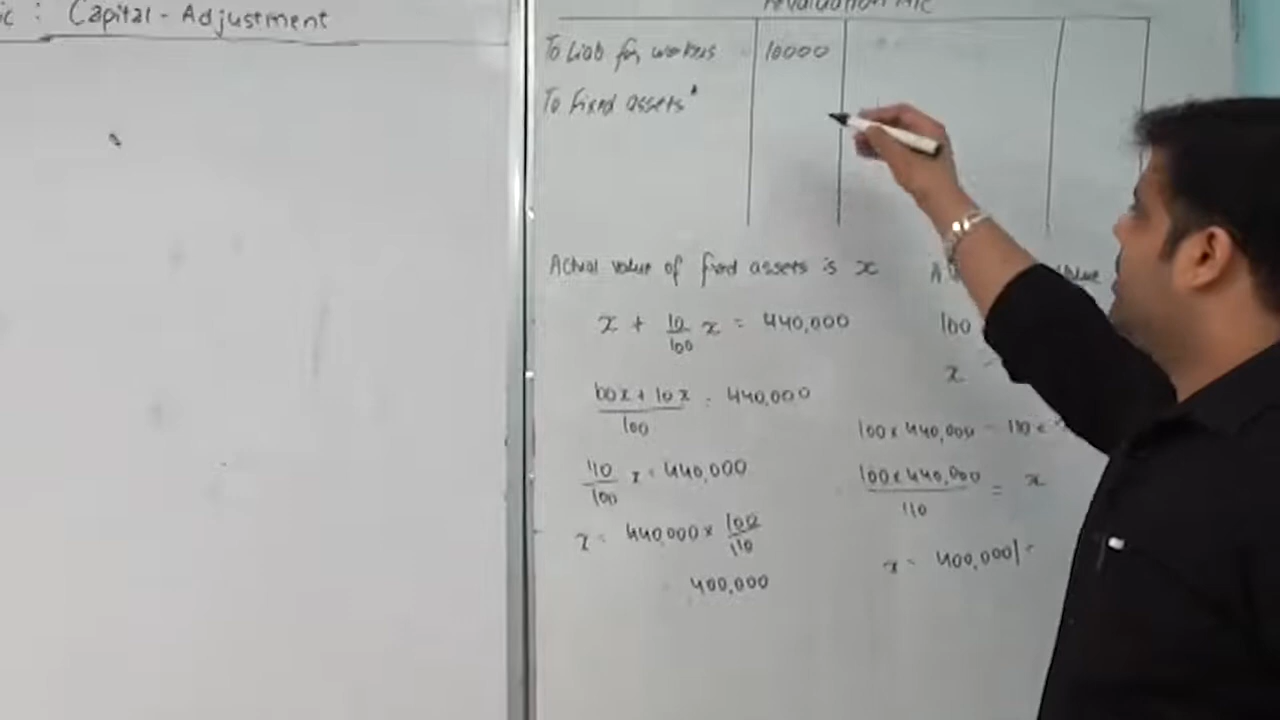 : Capital - Adjustment
To Liab for workers 10000
To Fixed assets
Actual value of fixed assets is x
x + 10/100 x = 440,000
100x + 10x / 100 = 440,000
110/100 x = 440,000
x = 440,000 x 100/110
400,000
100
x
100 x 440,000 = 110 x
100 x 440,000 / 110 = x
x = 400,000/-